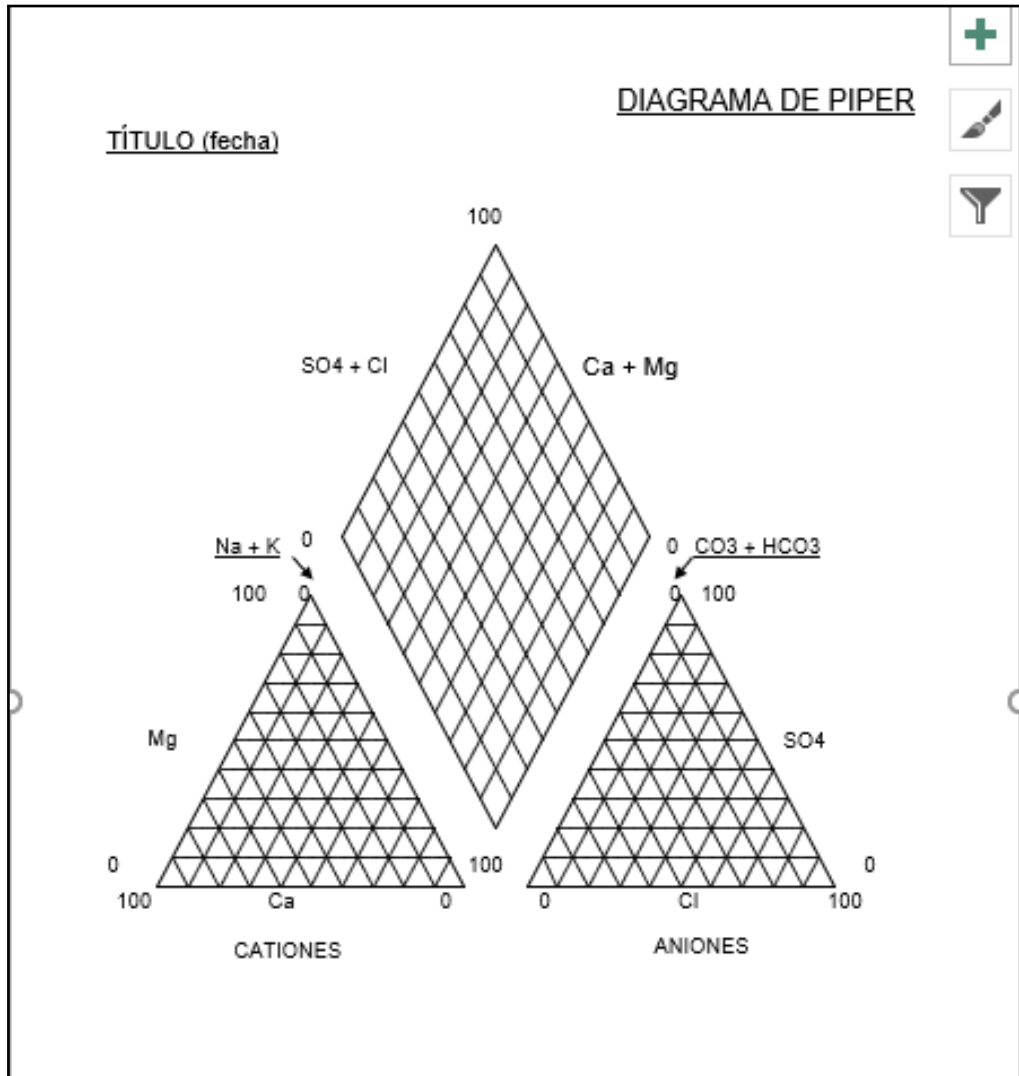 DIAGRAMA DE PIPER
TÍTULO (fecha)
100
SO4 + Cl
Ca + Mg
Na + K
0
0
CO3 + HCO3
100
0
0
100
Mg
SO4
0
100
0
100
Ca
0
0
Cl
100
CATIONES
ANIONES